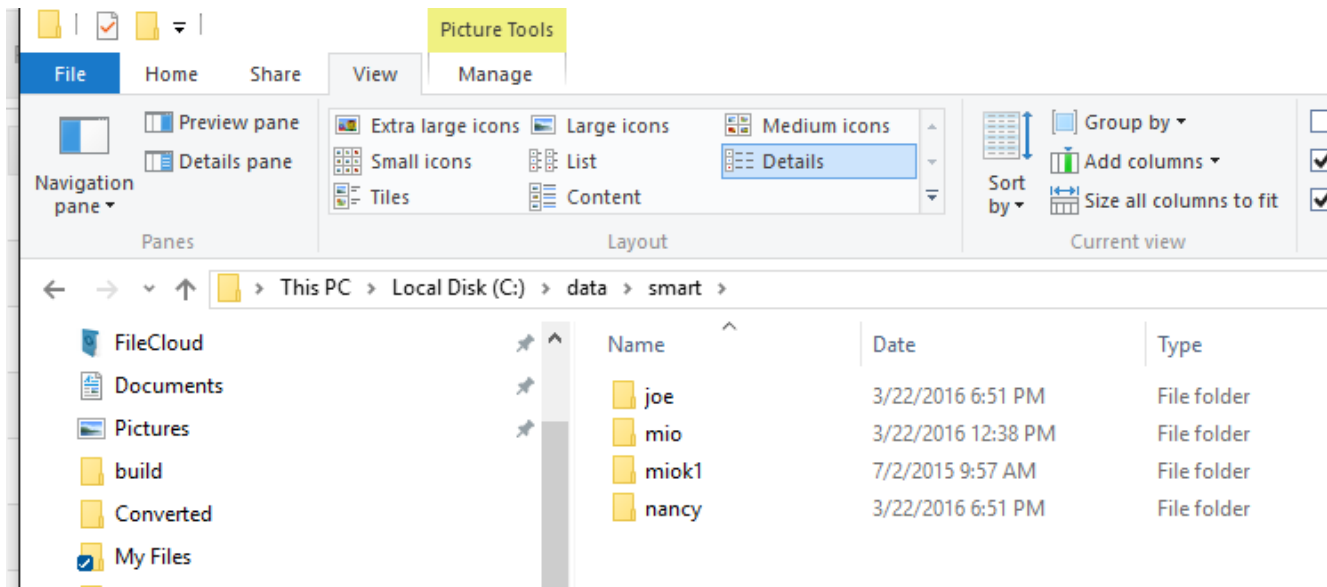 Picture Tools
File Home Share View Manage
Preview pane Extra large icons Large icons Medium icons Group by
Details pane Small icons List Details Add columns
Navigation pane Tiles Content Sort by Size all columns to fit
Panes Layout Current view
This PC Local Disk (C:) data smart
FileCloud Name Date Type
Documents joe 3/22/2016 6:51 PM File folder
Pictures mio 3/22/2016 12:38 PM File folder
build miok1 7/2/2015 9:57 AM File folder
Converted nancy 3/22/2016 6:51 PM File folder
My Files